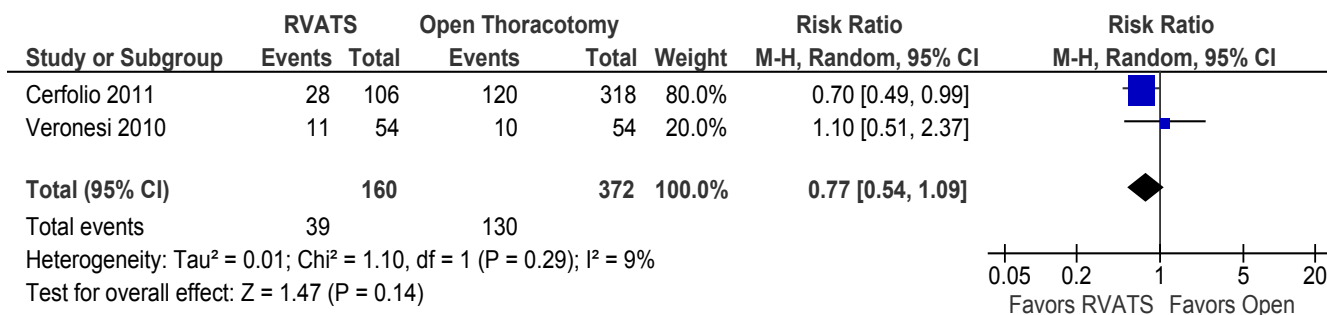 RVATS Open Thoracotomy Risk Ratio Risk Ratio
Study or Subgroup Events Total Events Total Weight M-H, Random, 95% CI M-H, Random, 95% CI
Cerfolio 2011 28 106 120 318 80.0% 0.70 [0.49, 0.99]
Veronesi 2010 11 54 10 54 20.0% 1.10 [0.51, 2.37]
Total (95% CI) 160 372 100.0% 0.77 [0.54, 1.09]
Total events 39 130
Heterogeneity: Tau² = 0.01; Chi² = 1.10, df = 1 (P = 0.29); I² = 9%
Test for overall effect: Z = 1.47 (P = 0.14)
0.05 0.2 1 5 20
Favors RVATS Favors Open